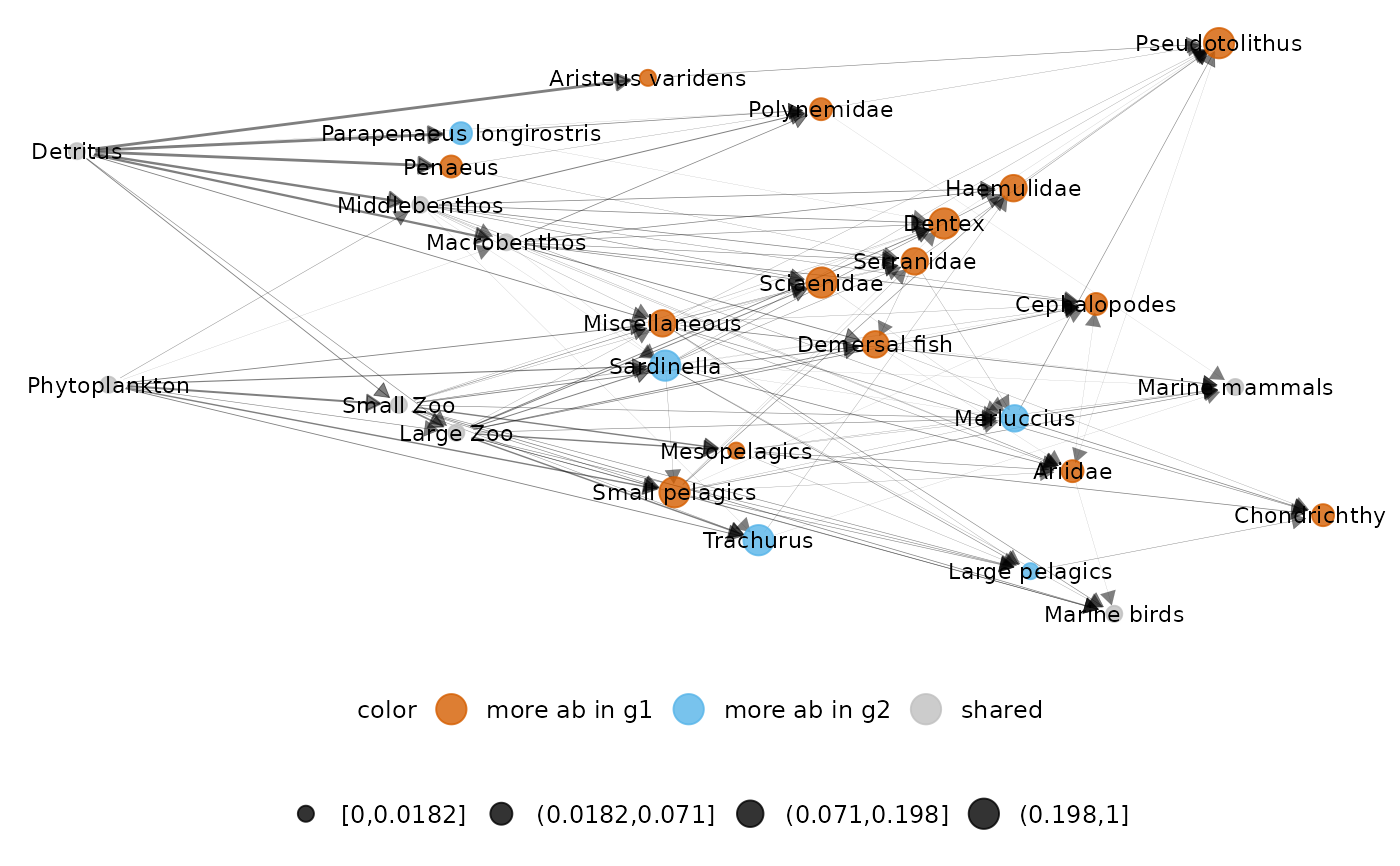 Pseudotolithus
Aristeus varidens
Polynemidae
Parapenaeus longirostris
Detritus
Penaeus
Haemulidae
Middlebenthos
Dentex
Macrobenthos
Serranidae
Sciaenidae
Cephalopodes
Miscellaneous
Demersal fish
Sardinella
Phytoplankton
Marine mammals
Small Zoo
Merluccius
Large Zoo
Mesopelagics
Ariidae
Small pelagics
Chondrichthy
Trachurus
Large pelagics
Marine birds
color more ab in g1 more ab in g2 shared
[0,0.0182] (0.0182,0.071] (0.071,0.198] (0.198,1]